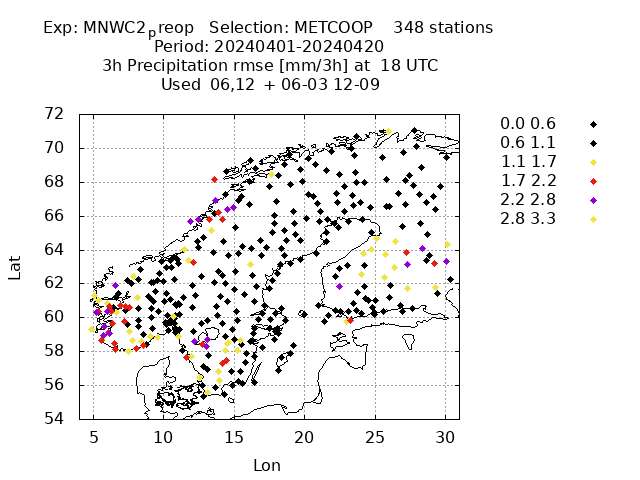 Exp: MNWC2preop Selection: METCOOP 348 stations
Period: 20240401-20240420
3h Precipitation rmse [mm/3h] at 18 UTC
Used 06,12 + 06-03 12-09
72
70
68
66
64
62
60
58
56
54
5 10 15 20 25 30
Lat
Lon
0.0 0.6
0.6 1.1
1.1 1.7
1.7 2.2
2.2 2.8
2.8 3.3